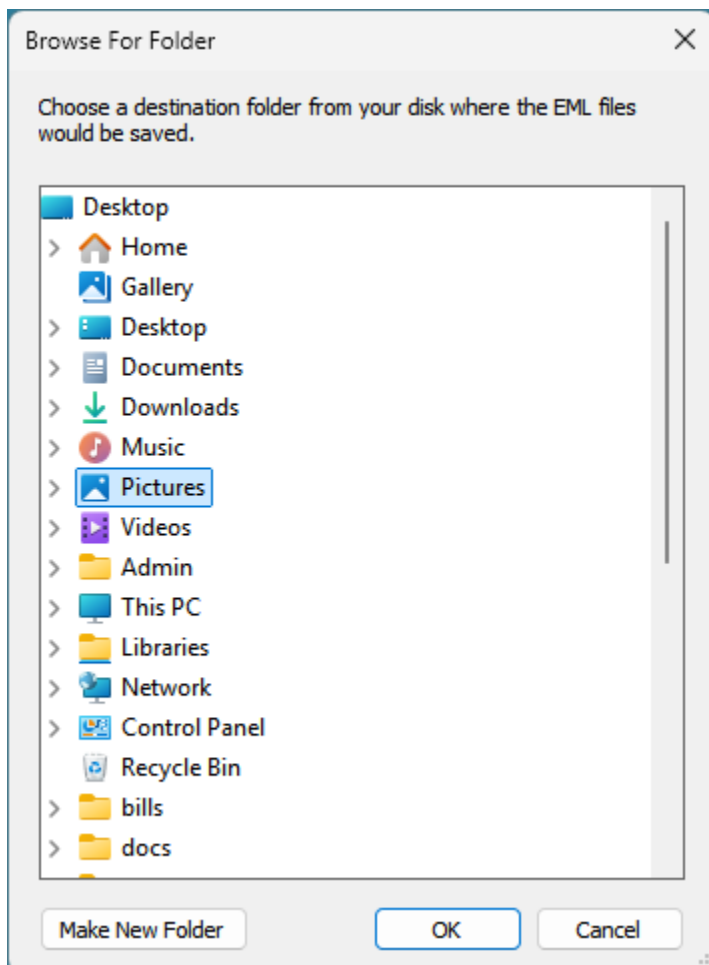 Browse For Folder
Choose a destination folder from your disk where the EML files
would be saved.
Desktop
Home
Gallery
Desktop
Documents
Downloads
Music
Pictures
Videos
Admin
This PC
Libraries
Network
Control Panel
Recycle Bin
bills
docs
Make New Folder
OK
Cancel